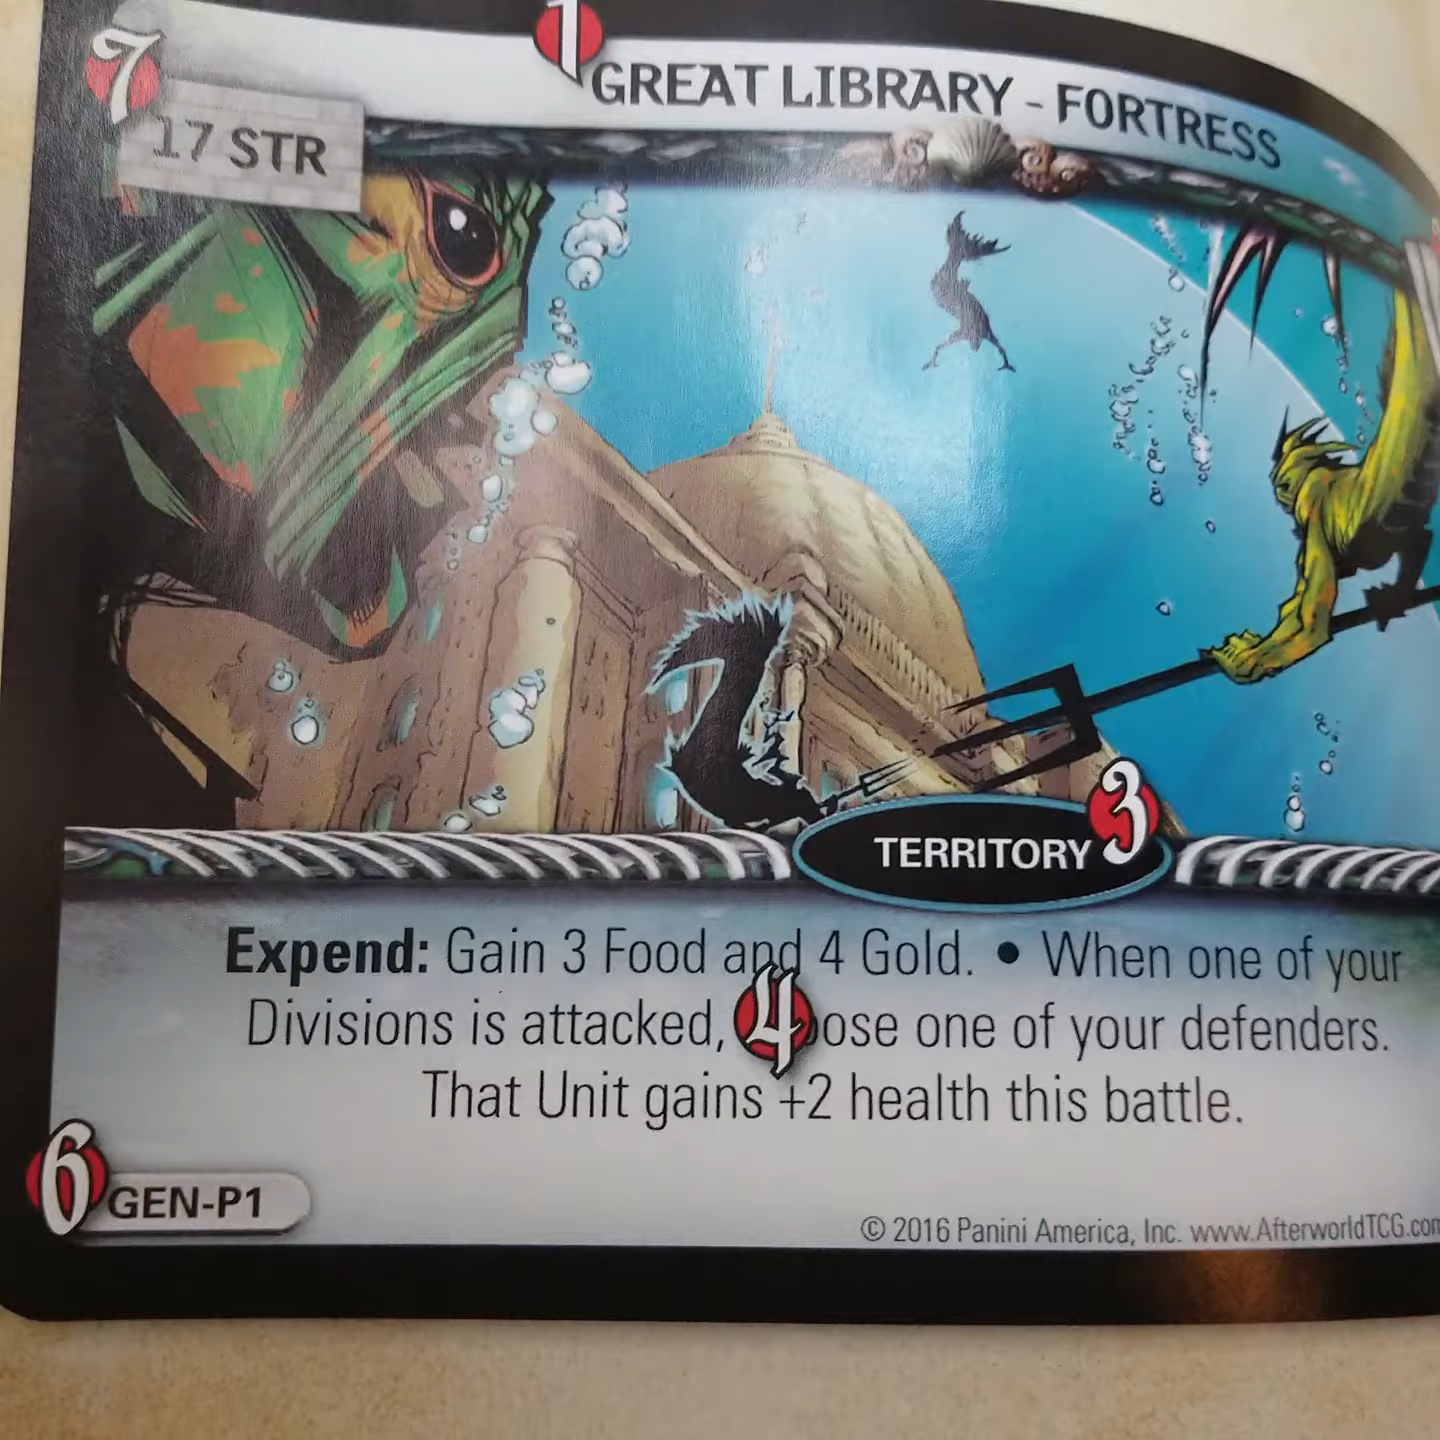 1
7
GREAT LIBRARY - FORTRESS
17 STR
TERRITORY 3
Expend: Gain 3 Food and 4 Gold. • When one of your
Divisions is attacked, 4 ose one of your defenders.
That Unit gains +2 health this battle.
6 GEN-P1
© 2016 Panini America, Inc. www.AfterworldTCG.com